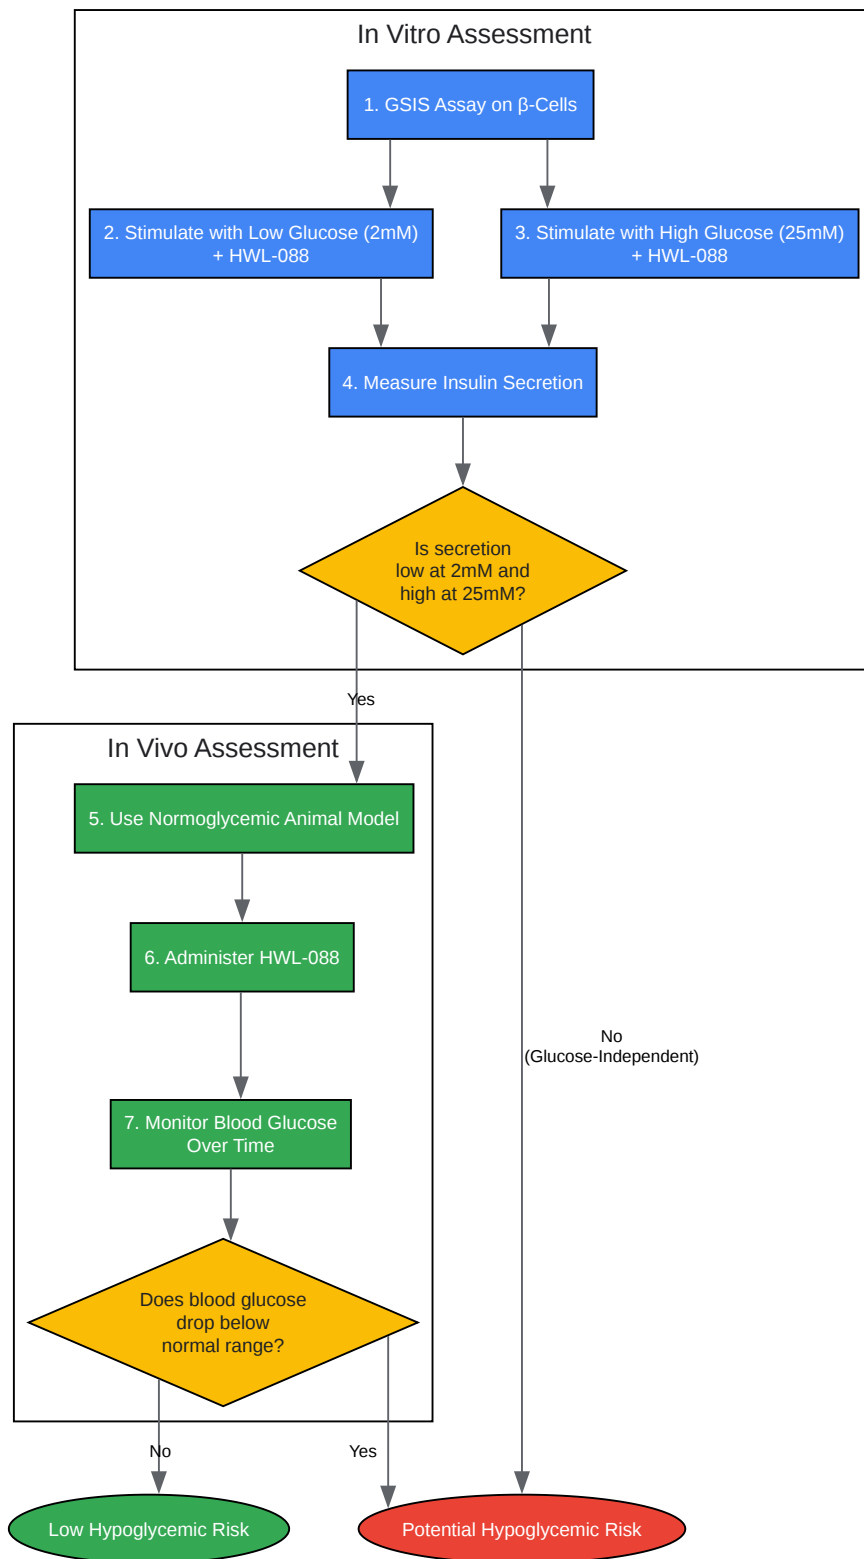 In Vitro Assessment
1. GSIS Assay on β-Cells
2. Stimulate with Low Glucose (2mM)
+ HWL-088
3. Stimulate with High Glucose (25mM)
+ HWL-088
4. Measure Insulin Secretion
Is secretion
low at 2mM and
high at 25mM?
Yes
In Vivo Assessment
5. Use Normoglycemic Animal Model
6. Administer HWL-088
No
(Glucose-Independent)
7. Monitor Blood Glucose
Over Time
Does blood glucose
drop below
normal range?
No
Yes
Low Hypoglycemic Risk
Potential Hypoglycemic Risk